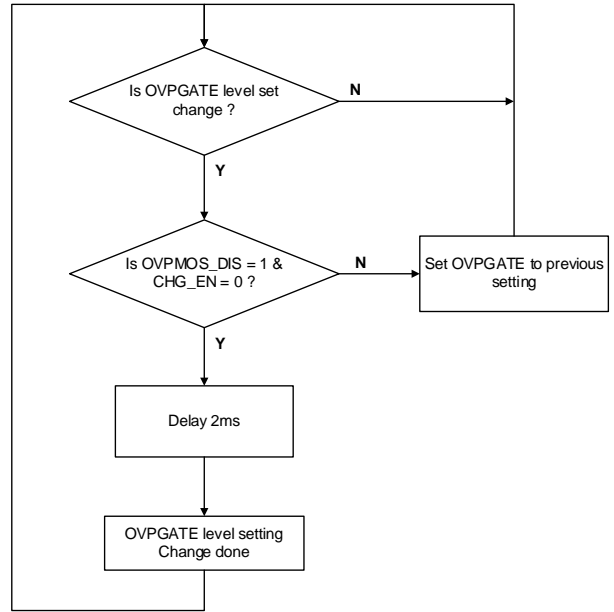 Is OVPGATE level set
change ?
N
Y
Is OVPMOS_DIS = 1 &
CHG_EN = 0 ?
N
Set OVPGATE to previous
setting
Y
Delay 2ms
OVPGATE level setting
Change done